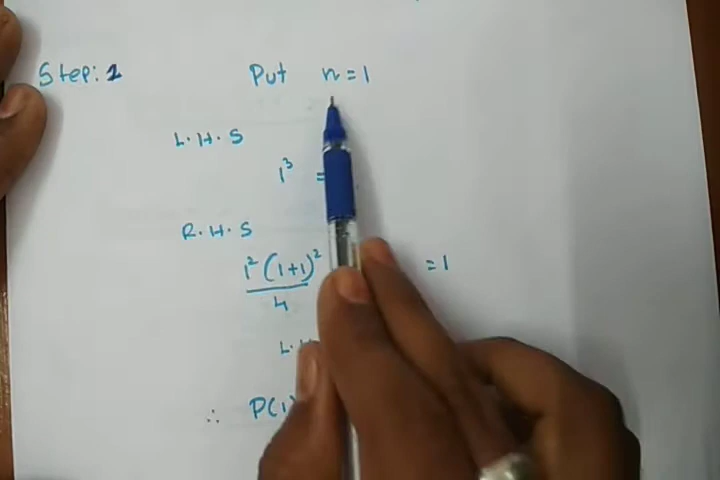 Step: 1 Put n = 1
L.H.S
1³ =
R.H.S
1²(1+1)²/4 = 1
L.H
∴ P(1)